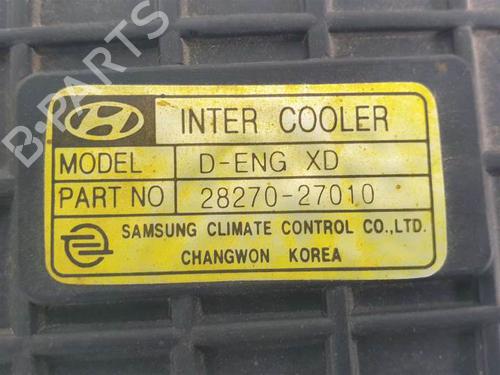 B-PARTS
INTER COOLER
MODEL D-ENG XD
PART NO 28270-27010
SAMSUNG CLIMATE CONTROL CO.,LTD.
CHANGWON KOREA